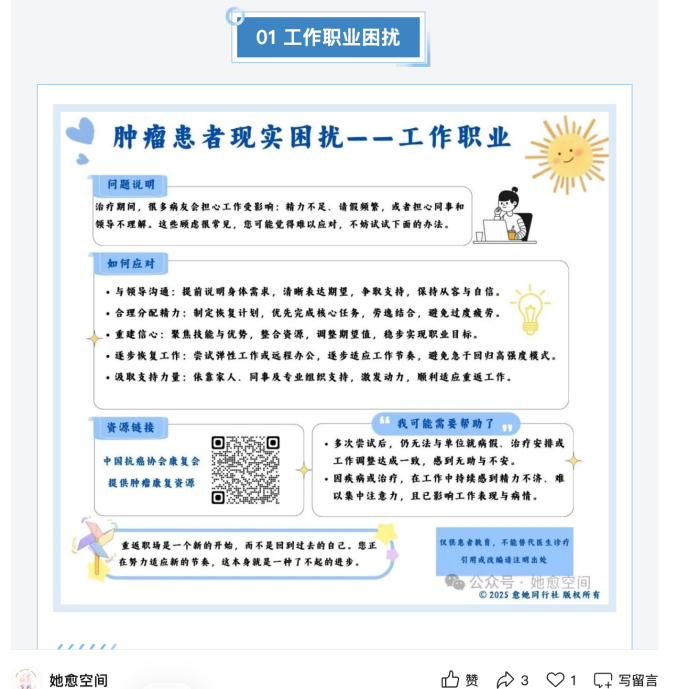 01 工作职业困扰
肿瘤患者现实困扰——工作职业
问题说明
治疗期间，很多病友会担心工作受影响：精力不足、请假频繁，或者担心同事和
领导不理解。这些顾虑很常见，您可能觉得难以应对，不妨试试下面的办法。
如何应对
• 与领导沟通：提前说明身体需求，清晰表达期望，争取支持，保持从容与自信。
• 合理分配精力：制定恢复计划，优先完成核心任务，劳逸结合，避免过度疲劳。
• 重建信心：聚焦技能与优势，整合资源，调整期望值，稳步实现职业目标。
• 逐步恢复工作：尝试弹性工作或远程办公，逐步适应工作节奏，避免急于回归高强度模式。
• 汲取支持力量：依靠家人、同事及专业组织支持，激发动力，顺利适应重返工作。
资源链接
中国抗癌协会康复会
提供肿瘤康复资源
我可能需要帮助了
• 多次尝试后，仍无法与单位就病假、治疗安排或
工作调整达成一致，感到无助与不安。
• 因疾病或治疗，在工作中持续感到精力不济、难
以集中注意力，且已影响工作表现与病情。
重返职场是一个新的开始，而不是回到过去的自己。您正
在努力适应新的节奏，这本身就是一种了不起的进步。
仅供患者教育，不能替代医生诊疗
引用或改编请注明出处
公众号 · 她愈空间
© 2025 愈她同行社 版权所有
她愈空间
赞 3 1 写留言